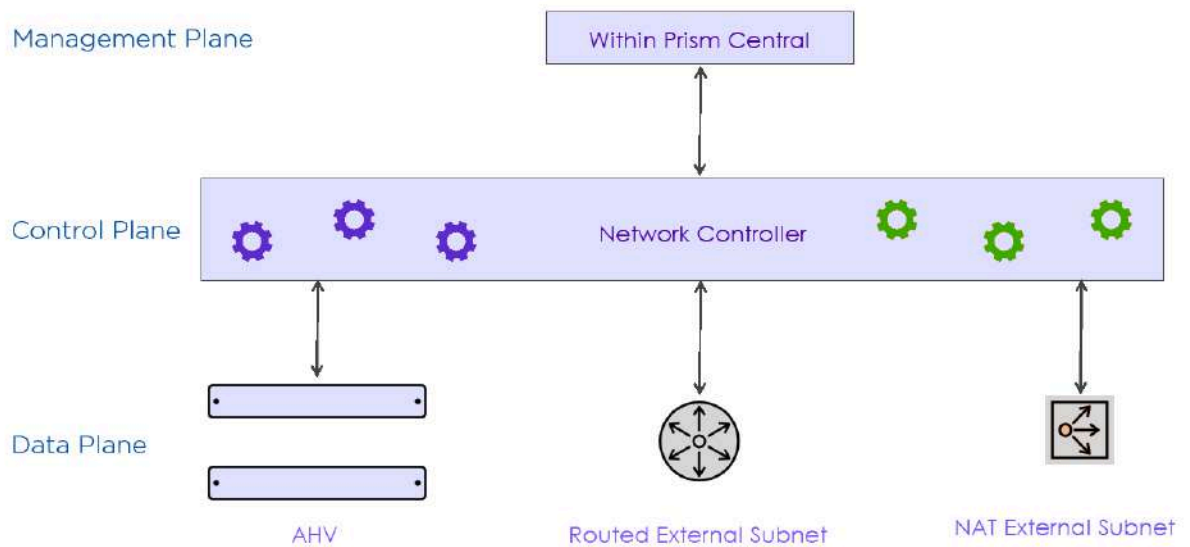 Management Plane
Within Prism Central
Control Plane
Network Controller
Data Plane
AHV
Routed External Subnet
NAT External Subnet